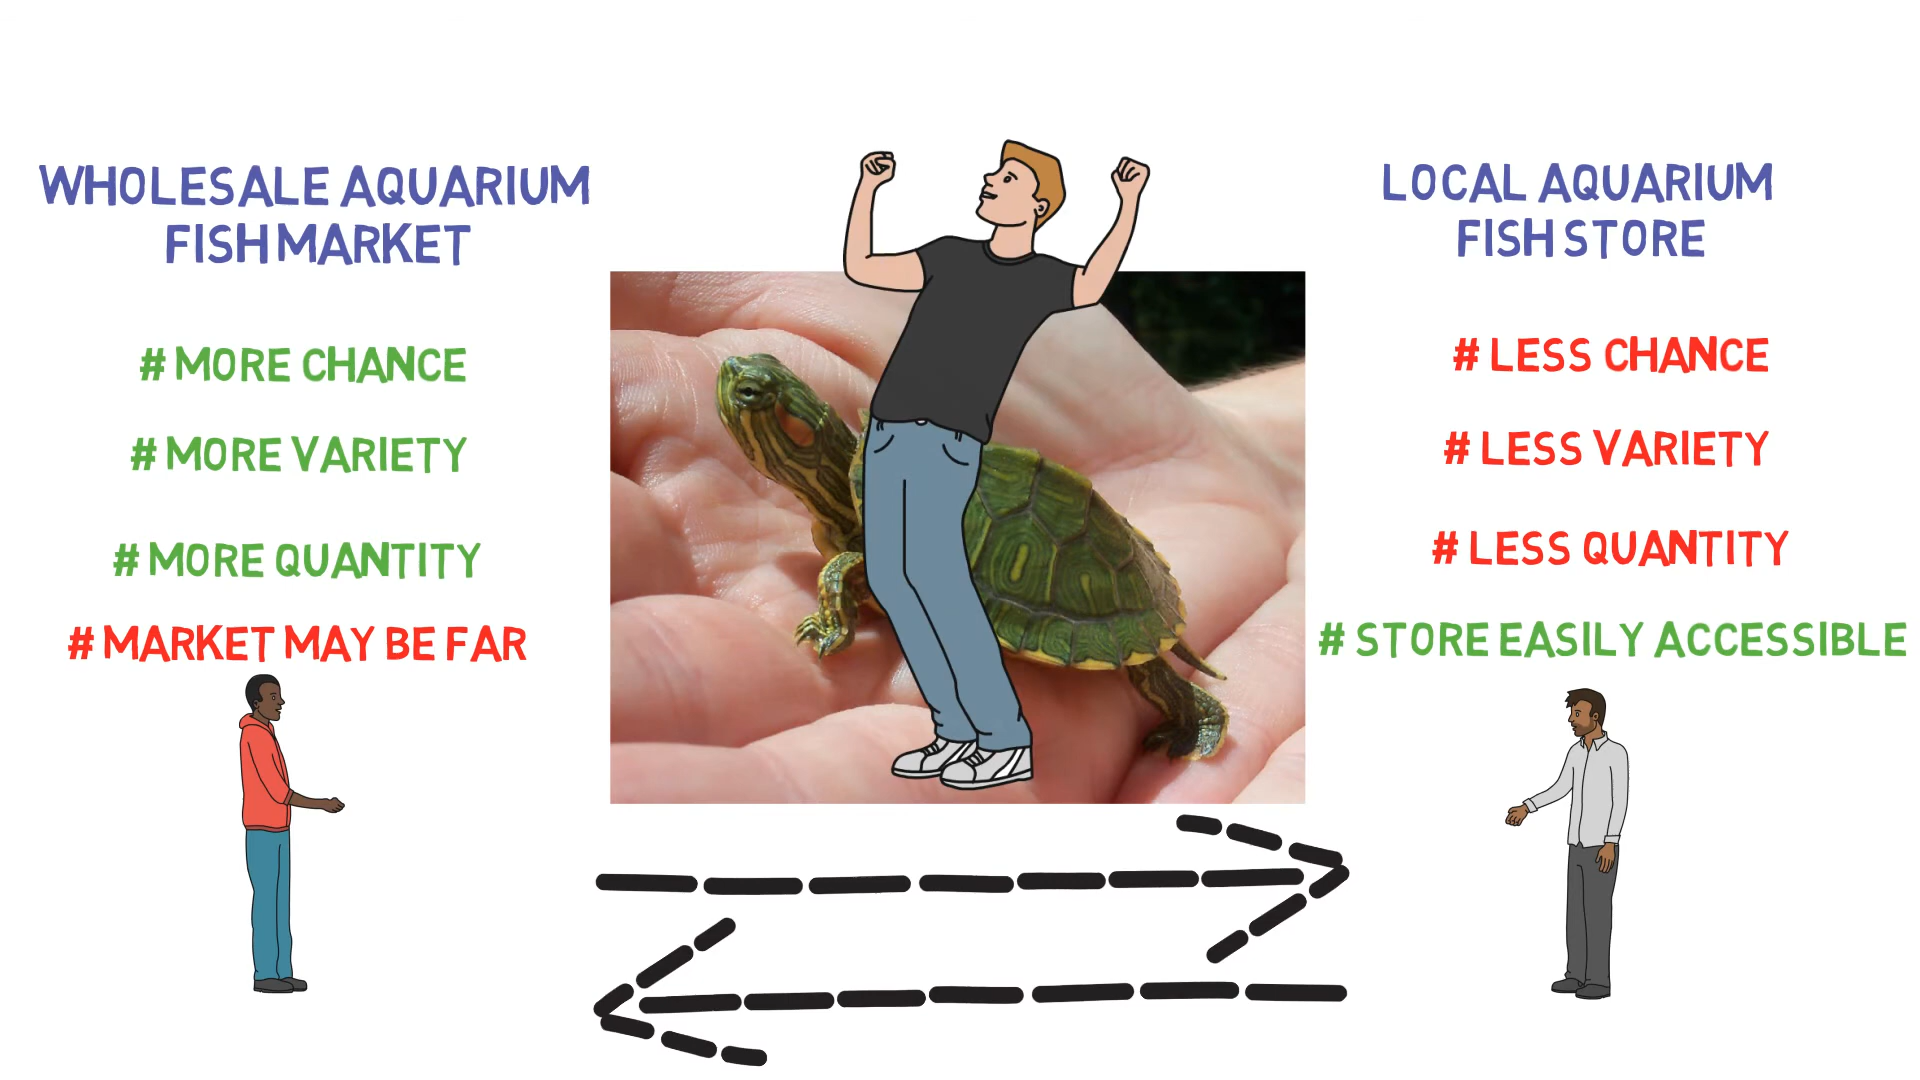 WHOLESALE AQUARIUM
FISH MARKET
# MORE CHANCE
# MORE VARIETY
# MORE QUANTITY
# MARKET MAY BE FAR
LOCAL AQUARIUM
FISH STORE
# LESS CHANCE
# LESS VARIETY
# LESS QUANTITY
# STORE EASILY ACCESSIBLE